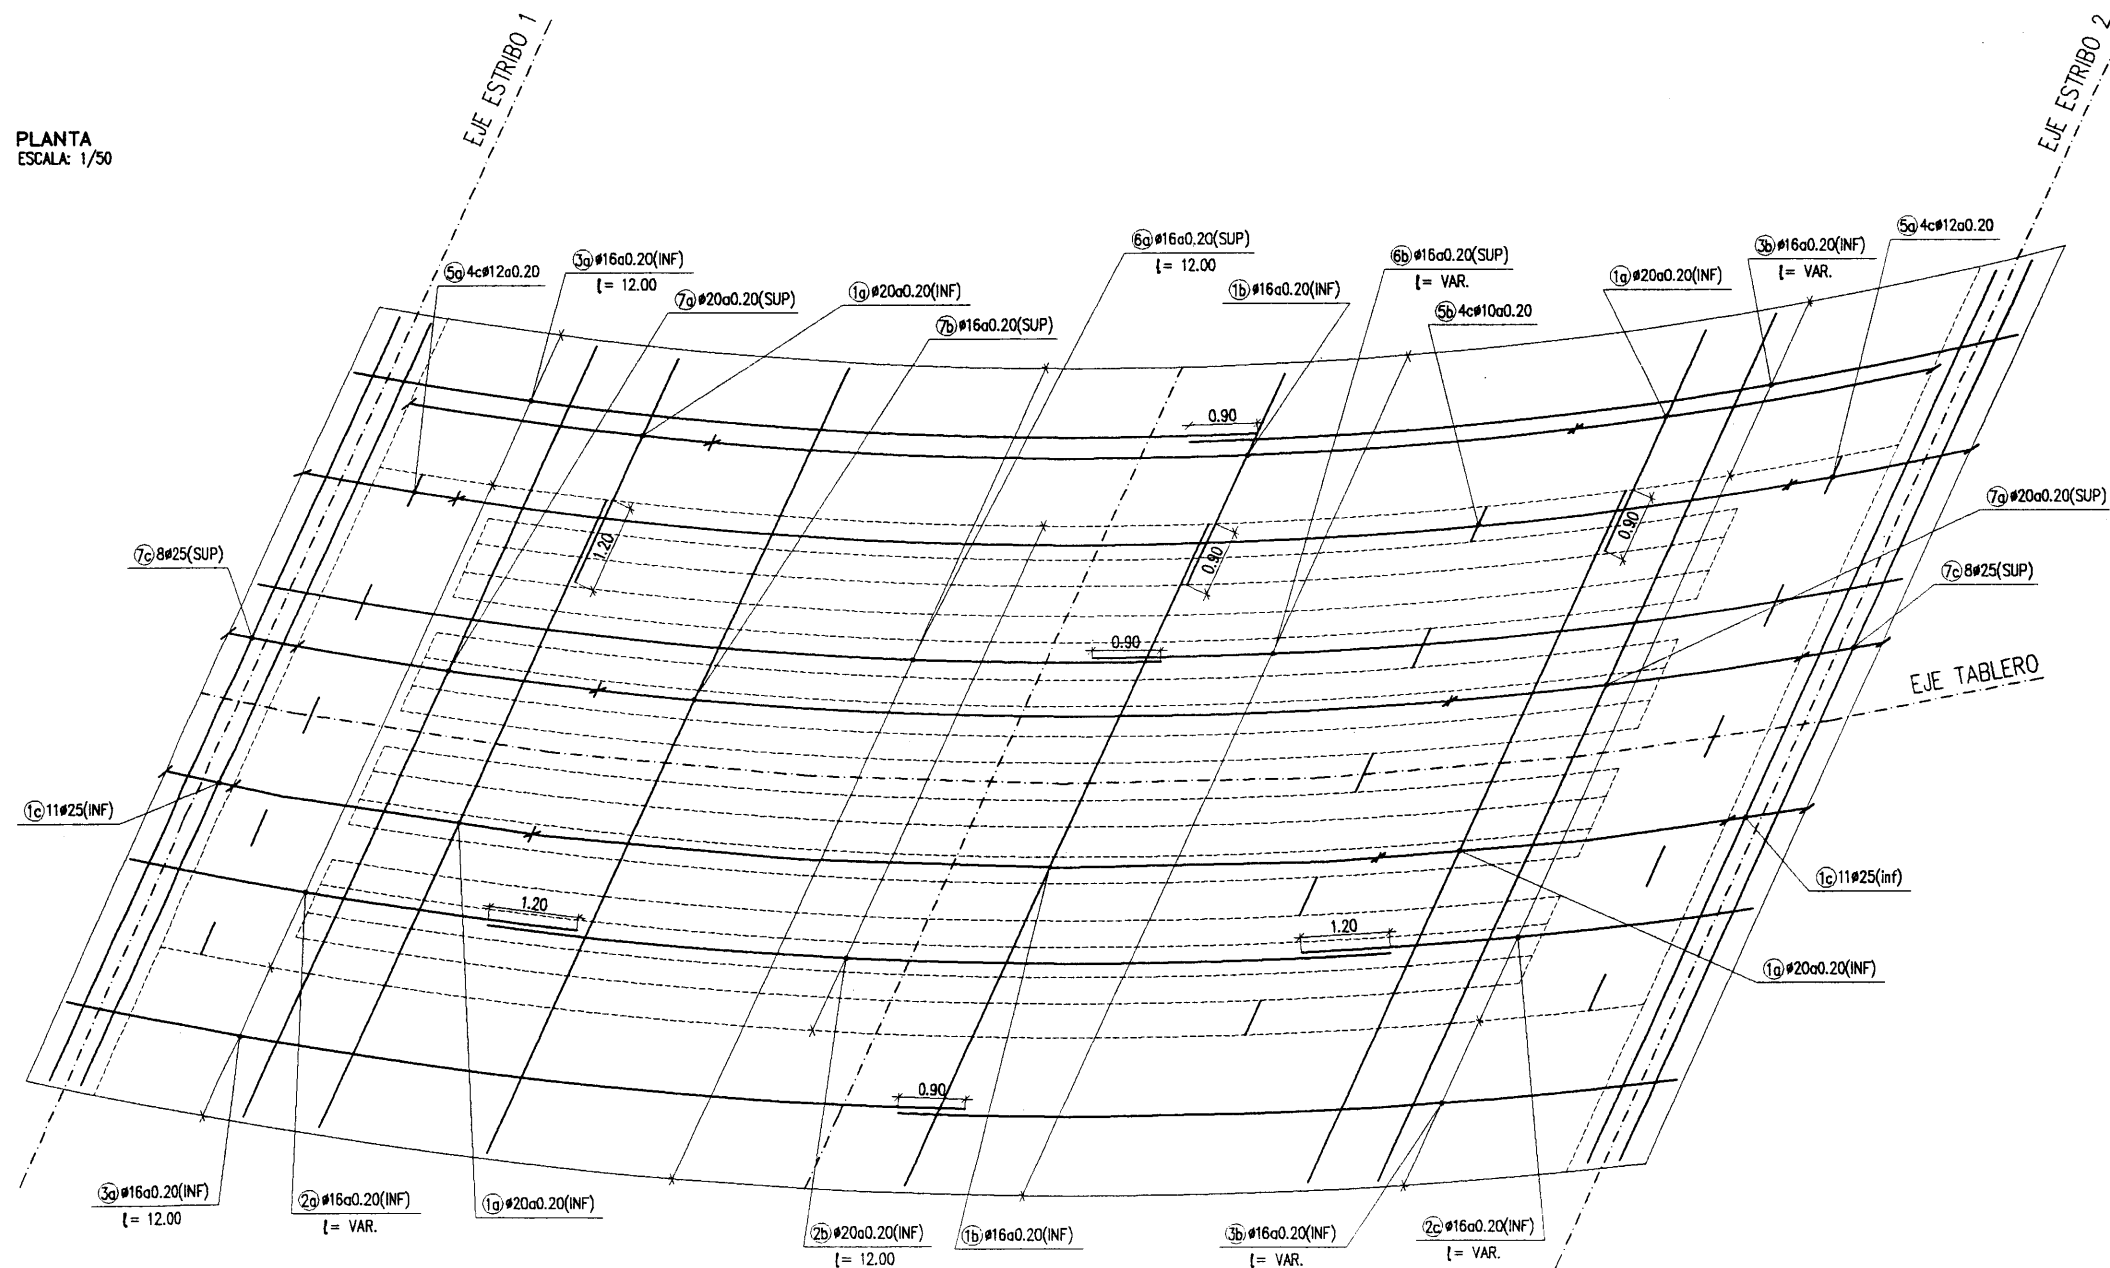 EJE ESTRIBO 1
EJE ESTRIBO 2
PLANTA
ESCALA: 1/50
5a 4cø12a0.20
3a ø16a0.20(INF)
l= 12.00
7a ø20a0.20(SUP)
1a ø20a0.20(INF)
7b ø16a0.20(SUP)
6a ø16a0.20(SUP)
l= 12.00
1b ø16a0.20(INF)
6b ø16a0.20(SUP)
l= VAR.
5b 4cø10a0.20
1a ø20a0.20(INF)
3b ø16a0.20(INF)
l= VAR.
5a 4cø12a0.20
0.90
1.20
0.90
0.90
7a ø20a0.20(SUP)
7c 8ø25(SUP)
7c 8ø25(SUP)
0.90
EJE TABLERO
1c 11ø25(INF)
1c 11ø25(inf)
1.20
1.20
1a ø20a0.20(INF)
0.90
3a ø16a0.20(INF)
l= 12.00
2a ø16a0.20(INF)
l= VAR.
1a ø20a0.20(INF)
2b ø20a0.20(INF)
l= 12.00
1b ø16a0.20(INF)
3b ø16a0.20(INF)
l= VAR.
2c ø16a0.20(INF)
l= VAR.